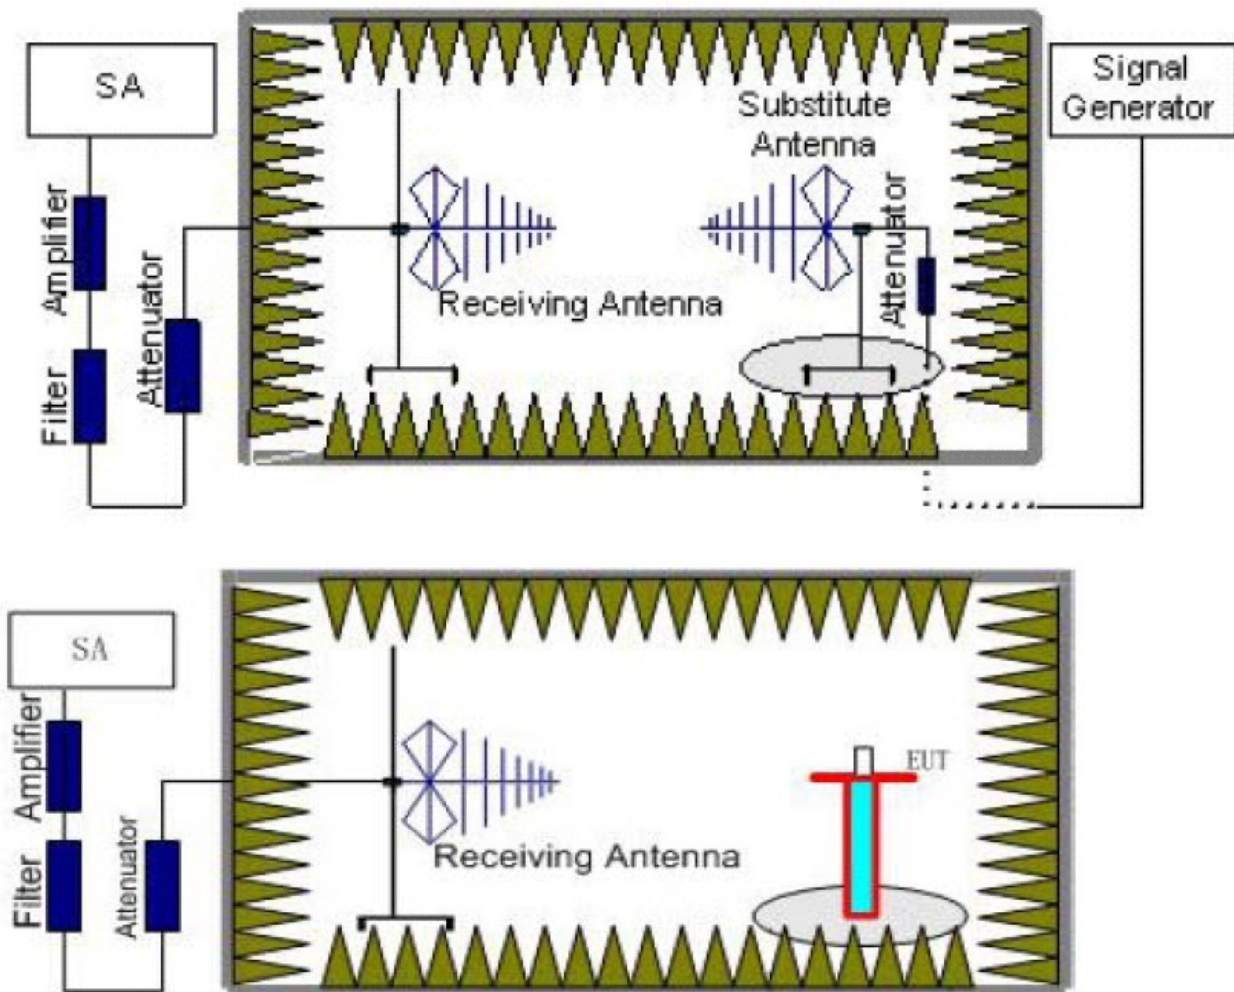 SA
Signal
Generator
Substitute
Antenna
Amplifier
Attenuator
Attenuator
Receiving Antenna
Filter
SA
Amplifier
EUT
Receiving Antenna
Filter
Attenuator